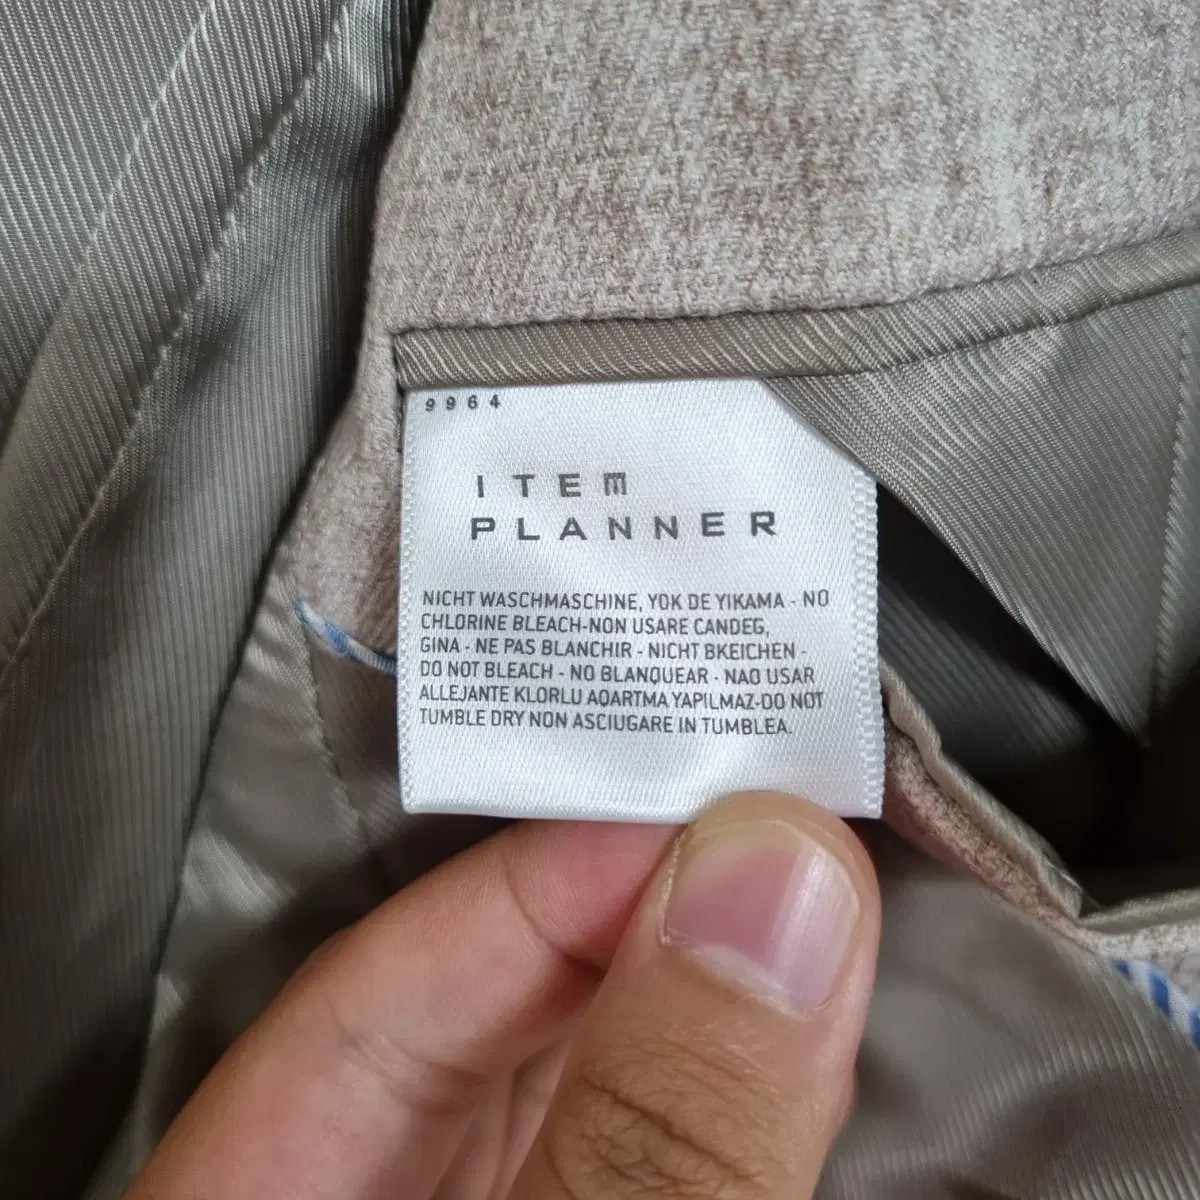 9964
ITEM
PLANNER
NICHT WASCHMASCHINE, YOK DE YIKAMA - NO
CHLORINE BLEACH-NON USARE CANDEG,
GINA - NE PAS BLANCHIR - NICHT BKEICHEN -
DO NOT BLEACH - NO BLANQUEAR - NAO USAR
ALLEJANTE KLORLU AQARTMA YAPILMAZ-DO NOT
TUMBLE DRY NON ASCIUGARE IN TUMBLEA.